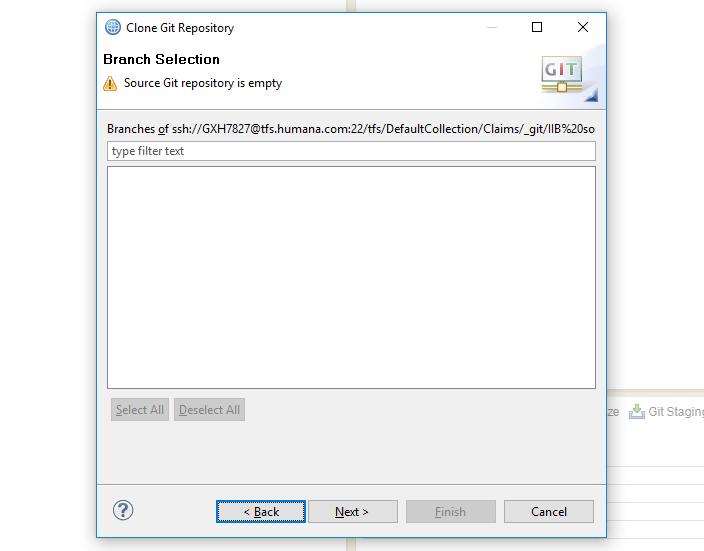 Clone Git Repository
Branch Selection
Source Git repository is empty
GIT
Branches of ssh://GXH7827@tfs.humana.com:22/tfs/DefaultCollection/Claims/_git/IIB%20so
type filter text
Select All Deselect All
ze Git Staging
? < Back Next > Finish Cancel